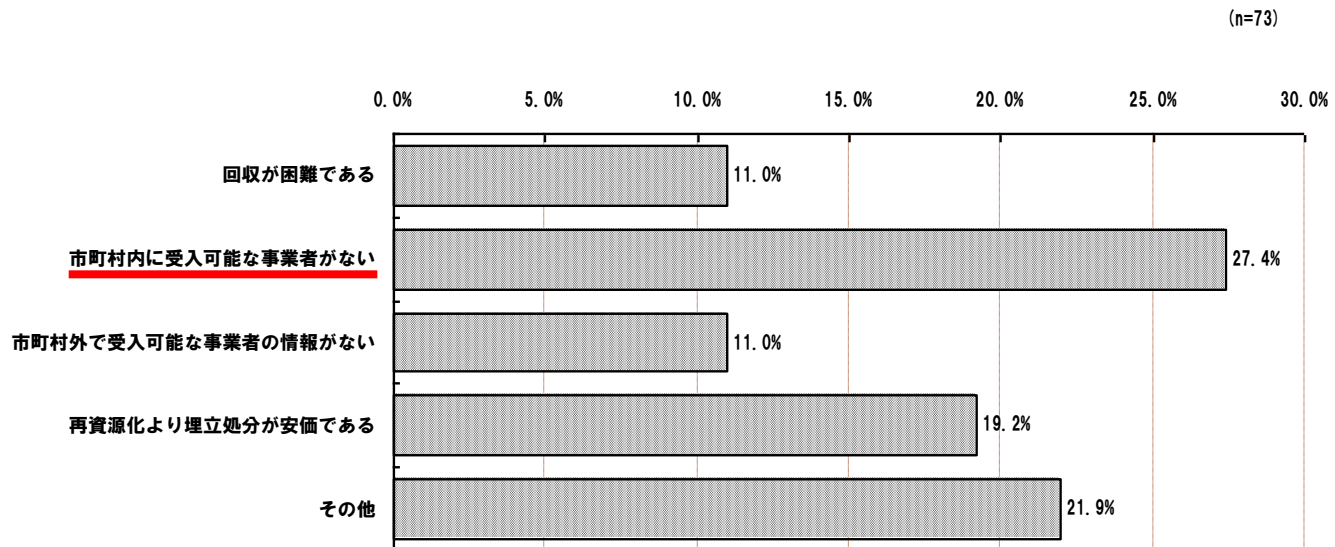 (n=73)
0.0% 5.0% 10.0% 15.0% 20.0% 25.0% 30.0%
回収が困難である 11.0%
市町村内に受入可能な事業者がない 27.4%
市町村外で受入可能な事業者の情報がない 11.0%
再資源化より埋立処分が安価である 19.2%
その他 21.9%